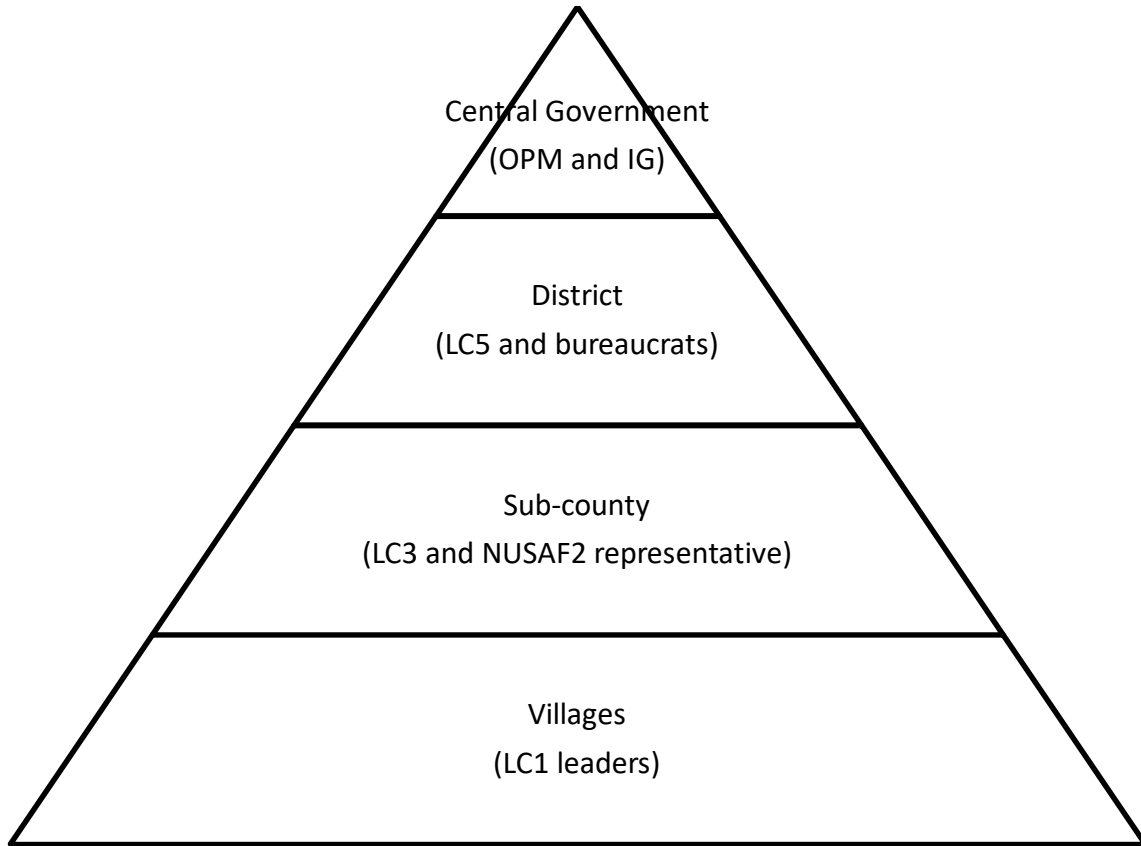 Central Government
(OPM and IG)
District
(LC5 and bureaucrats)
Sub-county
(LC3 and NUSAF2 representative)
Villages
(LC1 leaders)